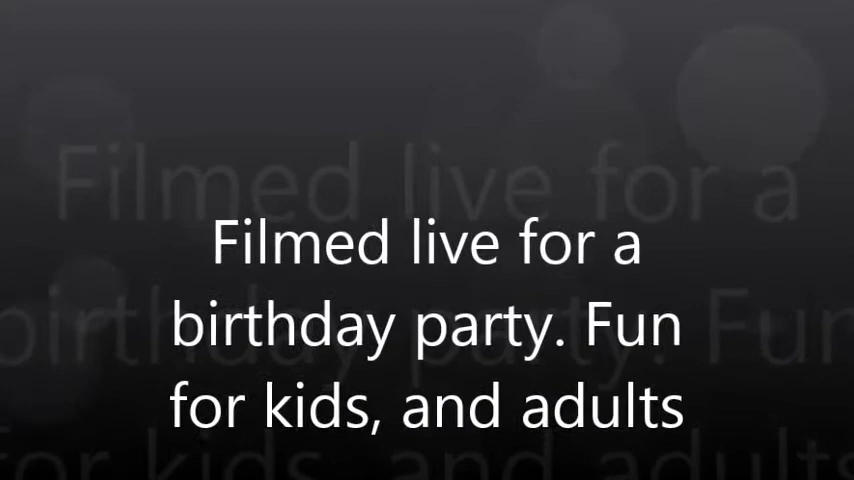 Filmed live for a
birthday party. Fun
for kids, and adults